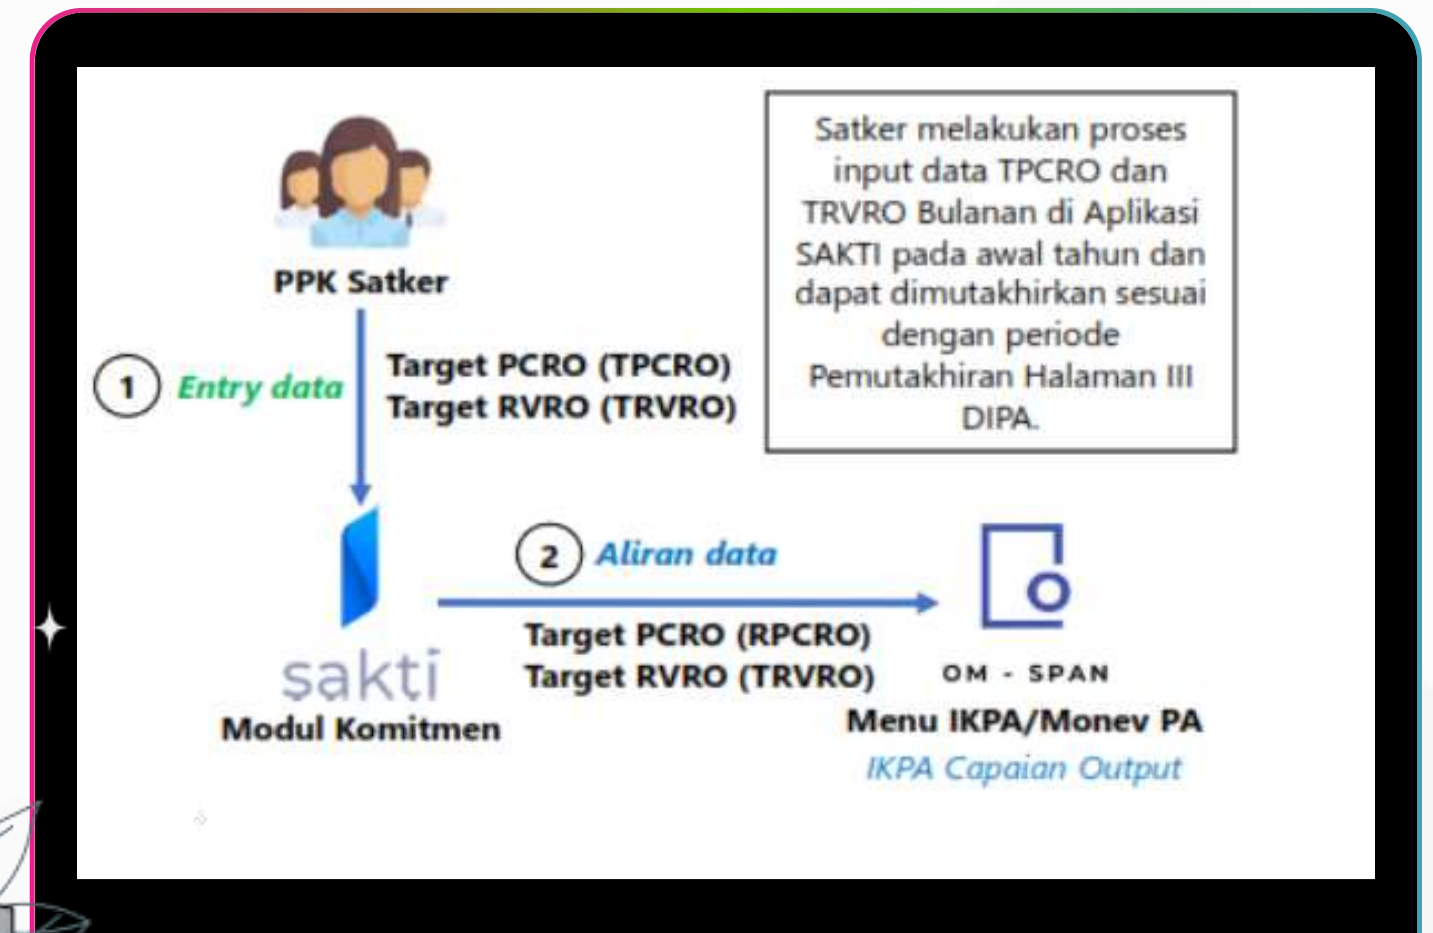 PPK Satker
Satker melakukan proses
input data TPCRO dan
TRVRO Bulanan di Aplikasi
SAKTI pada awal tahun dan
dapat dimutakhirkan sesuai
dengan periode
Pemutakhiran Halaman III
DIPA.
1 Entry data
Target PCRO (TPCRO)
Target RVRO (TRVRO)
2 Aliran data
Target PCRO (RPCRO)
Target RVRO (TRVRO)
sakti
Modul Komitmen
OM - SPAN
Menu IKPA/Monev PA
IKPA Capaian Output